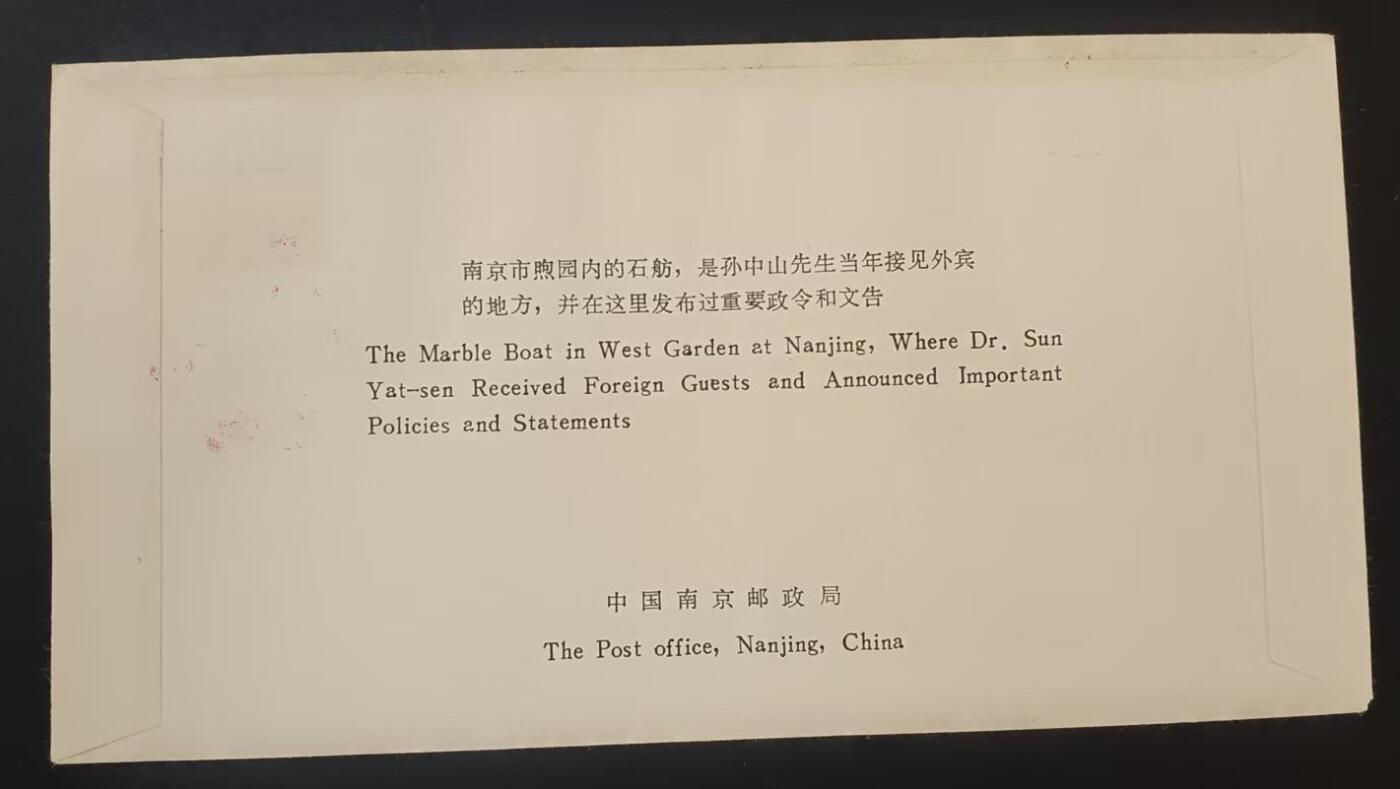 南京市煦园内的石舫，是孙中山先生当年接见外宾
的地方，并在这里发布过重要政令和文告
The Marble Boat in West Garden at Nanjing, Where Dr. Sun
Yat-sen Received Foreign Guests and Announced Important
Policies and Statements
中国南京邮政局
The Post office, Nanjing, China